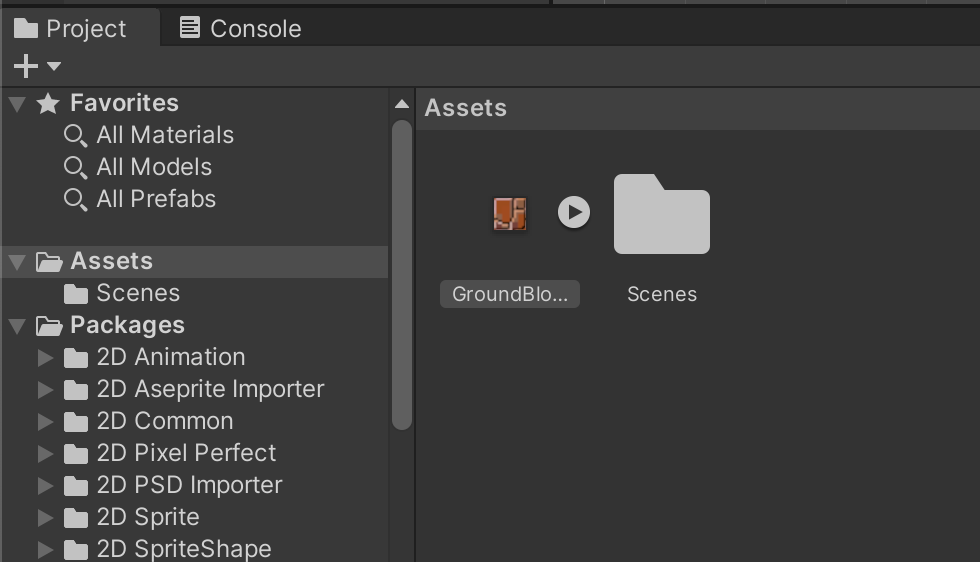 Project
Console
Favorites
All Materials
All Models
All Prefabs
Assets
Scenes
Packages
2D Animation
2D Aseprite Importer
2D Common
2D Pixel Perfect
2D PSD Importer
2D Sprite
2D SpriteShape
Assets
GroundBlo...
Scenes